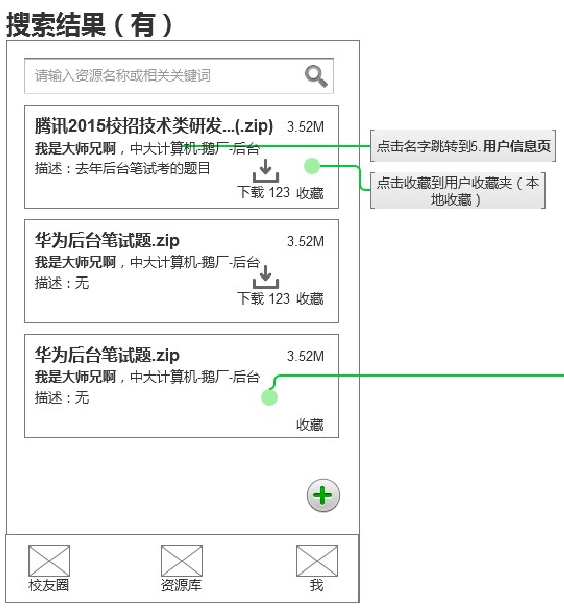 搜索结果（有）
请输入资源名称或相关关键词
腾讯2015校招技术类研发...(.zip) 3.52M
我是大师兄啊，中大计算机-鹅厂-后台
点击名字跳转到5.用户信息页
描述：去年后台笔试考的题目
点击收藏到用户收藏夹（本
地收藏）
下载 123 收藏
华为后台笔试题.zip 3.52M
我是大师兄啊，中大计算机-鹅厂-后台
描述：无
下载 123 收藏
华为后台笔试题.zip 3.52M
我是大师兄啊，中大计算机-鹅厂-后台
描述：无
收藏
校友圈 资源库 我